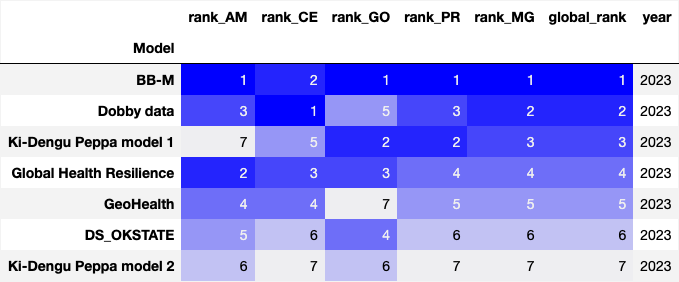 rank_AM rank_CE rank_GO rank_PR rank_MG global_rank year
Model
BB-M 1 2 1 1 1 1 2023
Dobby data 3 1 5 3 2 2 2023
Ki-Dengu Peppa model 1 7 5 2 2 3 3 2023
Global Health Resilience 2 3 3 4 4 4 2023
GeoHealth 4 4 7 5 5 5 2023
DS_OKSTATE 5 6 4 6 6 6 2023
Ki-Dengu Peppa model 2 6 7 6 7 7 7 2023